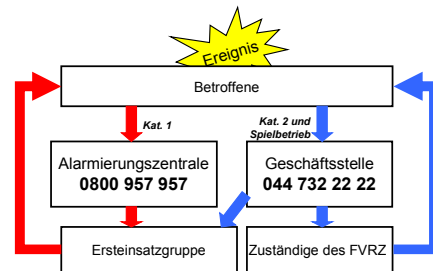 Ereignis
Betroffene
Kat. 1
Kat. 2 und
Spielbetrieb
Alarmierungszentrale
0800 957 957
Geschäftsstelle
044 732 22 22
Ersteinsatzgruppe
Zuständige des FVRZ